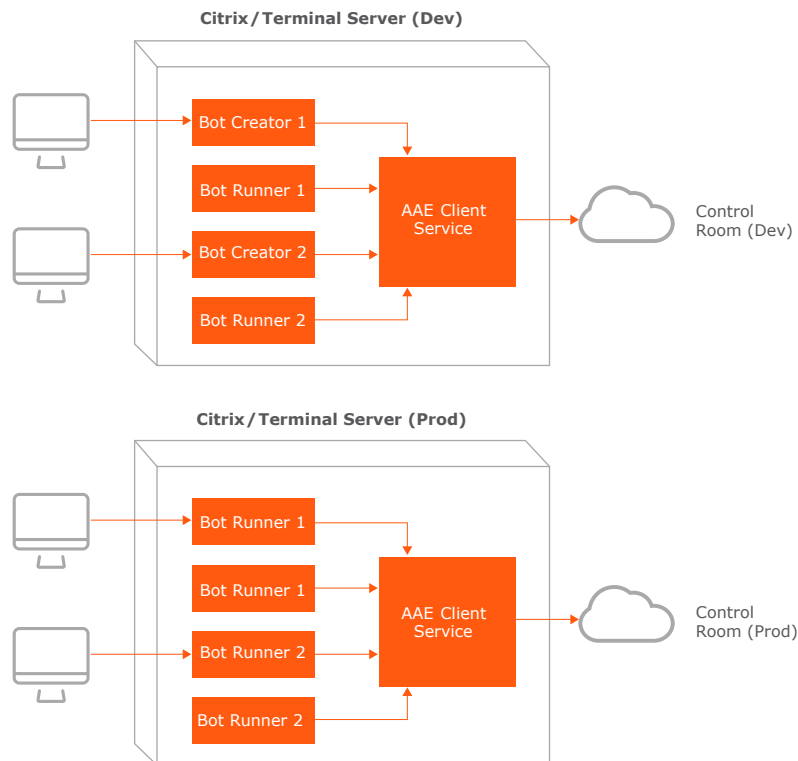 Citrix/Terminal Server (Dev)
Bot Creator 1
Bot Runner 1
Bot Creator 2
Bot Runner 2
AAE Client
Service
Control
Room (Dev)
Citrix/Terminal Server (Prod)
Bot Runner 1
Bot Runner 1
Bot Runner 2
Bot Runner 2
AAE Client
Service
Control
Room (Prod)